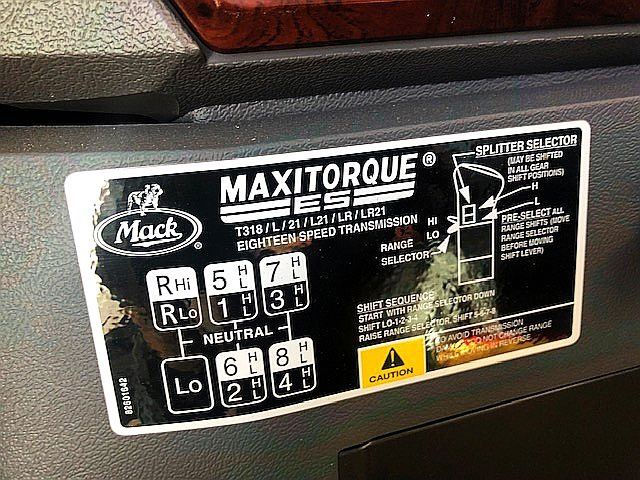 Mack®
MAXITORQUE®
ES
T318 / L / 21 / L21 / LR / LR21
EIGHTEEN SPEED TRANSMISSION
SPLITTER SELECTOR
(MAY BE SHIFTED
IN ALL GEAR
SHIFT POSITIONS)
H
L
HI
LO
RANGE
SELECTOR
PRE-SELECT ALL
RANGE SHIFTS (MOVE
RANGE SELECTOR
BEFORE MOVING
SHIFT LEVER)
RHi 5 H L 7 H L
RLo 1 H L 3 H L
NEUTRAL
Lo 6 H L 8 H L
2 H L 4 H L
SHIFT SEQUENCE
START WITH RANGE SELECTOR DOWN
SHIFT LO-1-2-3-4
RAISE RANGE SELECTOR, SHIFT 5-6-7-8
CAUTION
TO AVOID TRANSMISSION
DAMAGE DO NOT CHANGE RANGE
WHILE MOVING IN REVERSE
82601642